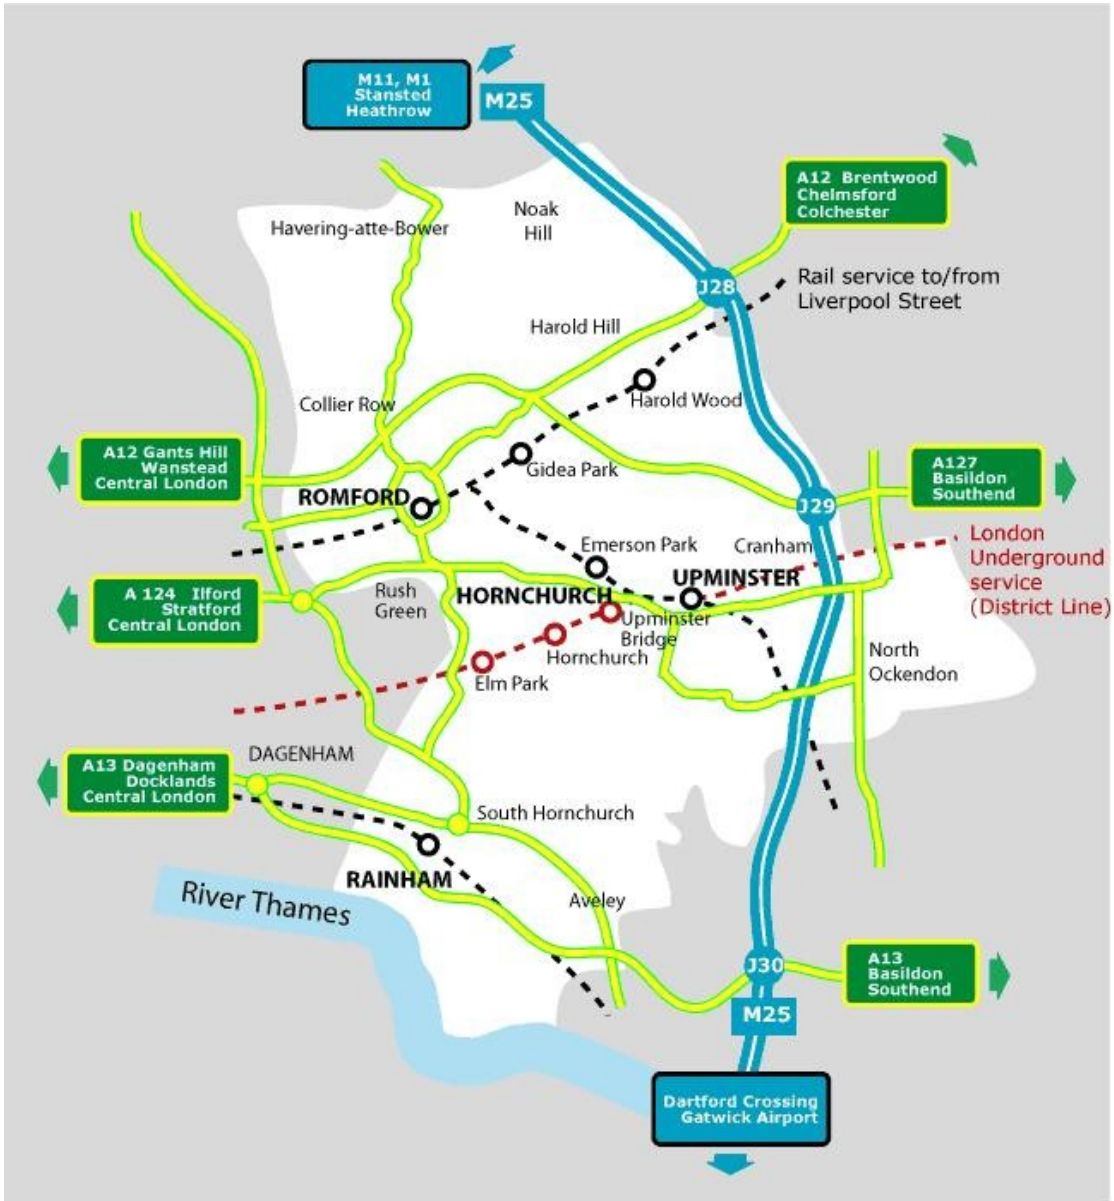 M11, M1
Stansted
Heathrow
M25
A12 Brentwood
Chelmsford
Colchester
Noak
Hill
Havering-atte-Bower
Rail service to/from
Liverpool Street
J28
Harold Hill
Harold Wood
Collier Row
A12 Gants Hill
Wanstead
Central London
Gidea Park
A127
Basildon
Southend
ROMFORD
J29
London
Underground
service
(District Line)
Emerson Park
Cranham
UPMINSTER
A 124 Ilford
Stratford
Central London
Rush
Green
HORNCHURCH
Upminster
Bridge
Hornchurch
Elm Park
North
Ockendon
DAGENHAM
A13 Dagenham
Docklands
Central London
South Hornchurch
RAINHAM
River Thames
Aveley
J30
A13
Basildon
Southend
M25
Dartford Crossing
Gatwick Airport